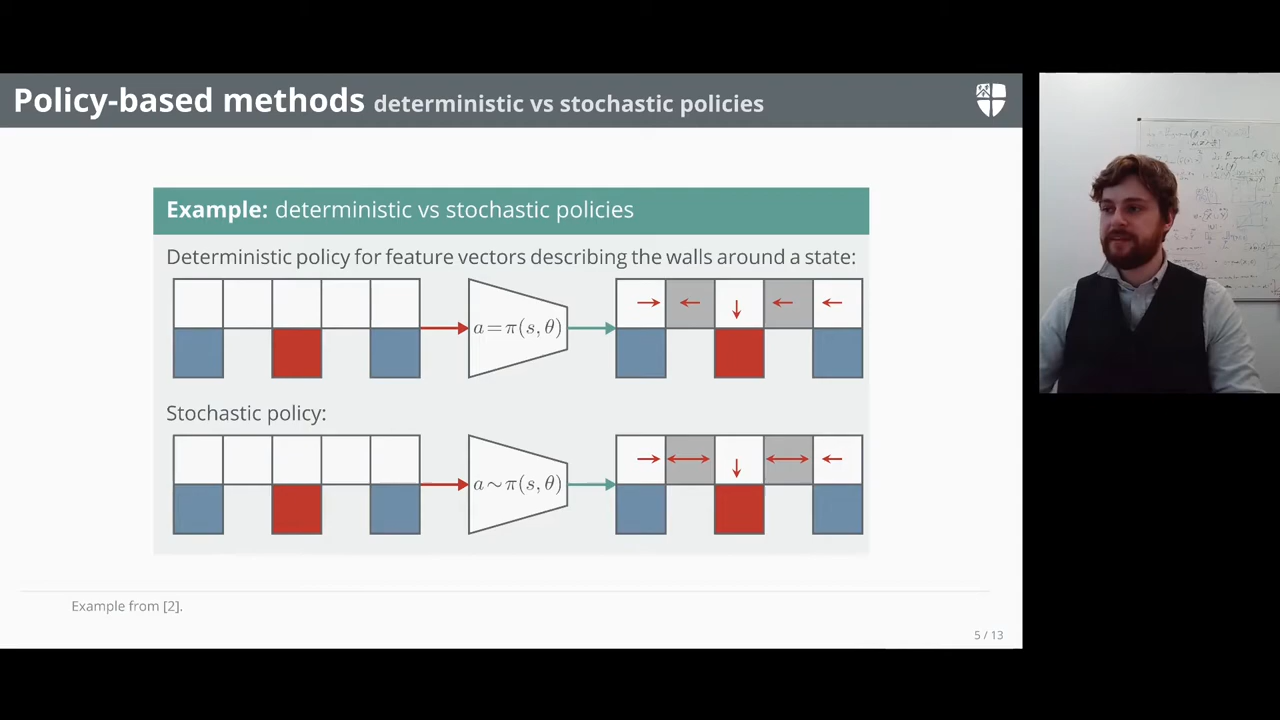 Policy-based methods deterministic vs stochastic policies
Example: deterministic vs stochastic policies
Deterministic policy for feature vectors describing the walls around a state:
a = π(s, θ)
Stochastic policy:
a ∼ π(s, θ)
Example from [2].
5 / 13